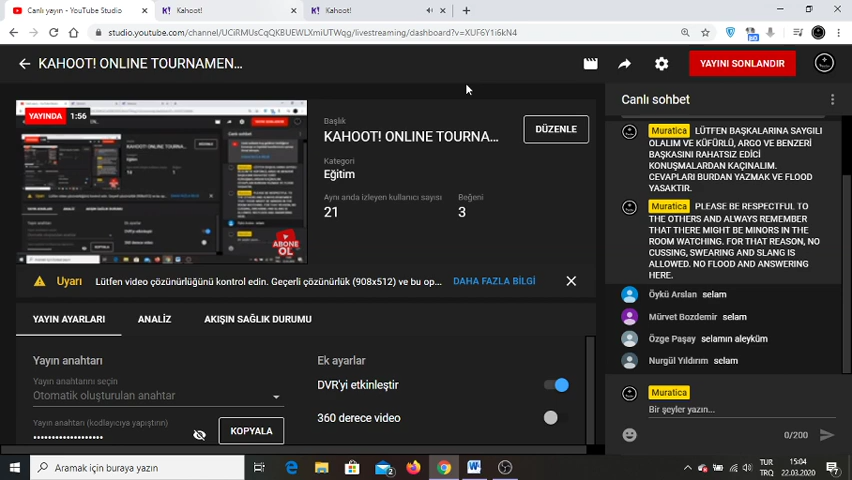 Canlı yayın - YouTube Studio
Kahoot!
Kahoot!
studio.youtube.com/channel/UCiRMUsCqQKBEUEWLXmiUTWqg/livestreaming/dashboard?v=XUF6Y1i6kN4
KAHOOT! ONLINE TOURNAMEN...
YAYINI SONLANDIR
YAYINDA 1:56
ABONE OL
Başlık
KAHOOT! ONLINE TOURNA...
DÜZENLE
Kategori
Eğitim
Aynı anda izleyen kullanıcı sayısı
Beğeni
21
3
Uyarı
Lütfen video çözünürlüğünü kontrol edin. Geçerli çözünürlük (908x512) ve bu op...
DAHA FAZLA BİLGİ
YAYIN AYARLARI
ANALİZ
AKIŞIN SAĞLIK DURUMU
Yayın anahtarı
Yayın anahtarını seçin
Otomatik oluşturulan anahtar
Yayın anahtarı (kodlayıcıya yapıştırın)
KOPYALA
Ek ayarlar
DVR'yi etkinleştir
360 derece video
Canlı sohbet
Muratica LÜTFEN BAŞKALARINA SAYGILI
OLALIM VE KÜFÜRLÜ, ARGO VE BENZERİ
BAŞKASINI RAHATSIZ EDİCİ
KONUŞMALARDAN KAÇINALIM.
CEVAPLARI BURDAN YAZMAK VE FLOOD
YASAKTIR.
Muratica PLEASE BE RESPECTFUL TO
THE OTHERS AND ALWAYS REMEMBER
THAT THERE MIGHT BE MINORS IN THE
ROOM WATCHING. FOR THAT REASON, NO
CUSSING, SWEARING AND SLANG IS
ALLOWED. NO FLOOD AND ANSWERING
HERE.
Öykü Arslan selam
Mürvet Bozdemir selam
Özge Paşay selamın aleyküm
Nurgül Yıldırım selam
Muratica
Bir şeyler yazın...
0/200
Aramak için buraya yazın
TUR
TRQ
15:04
22.03.2020